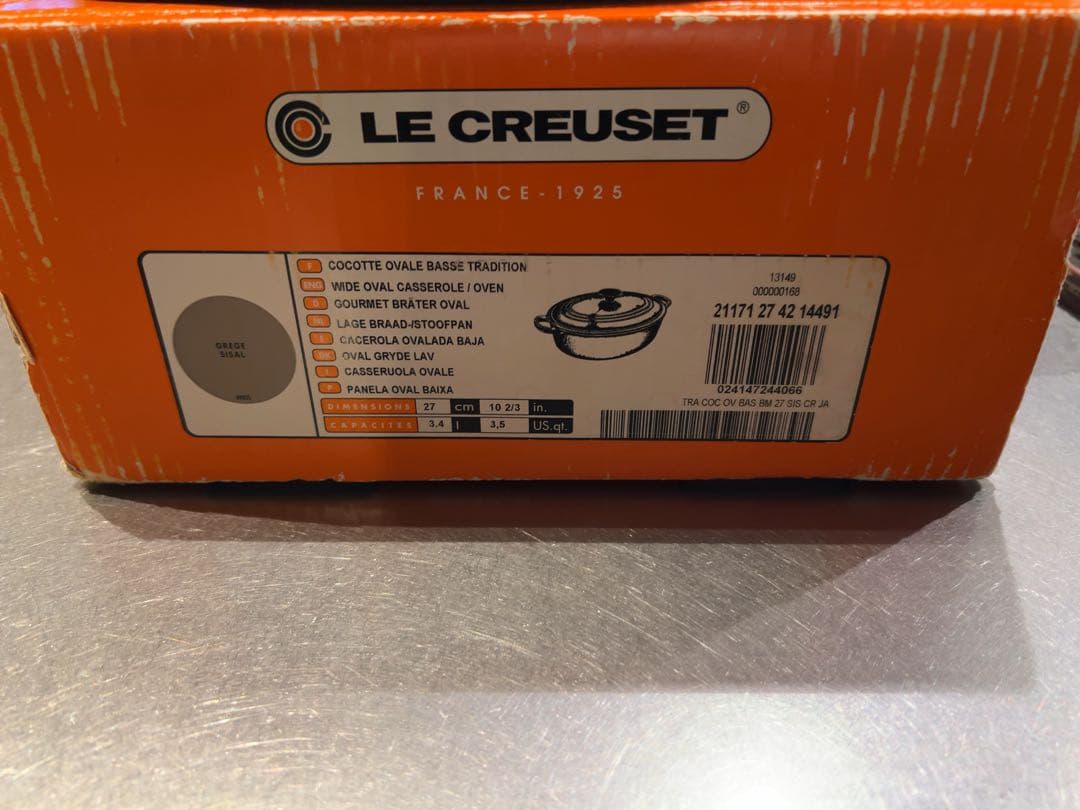 LE CREUSET ®
FRANCE - 1925
GREGE
SISAL
F COCOTTE OVALE BASSE TRADITION
ENG WIDE OVAL CASSEROLE / OVEN
D GOURMET BRÄTER OVAL
NL LAGE BRAAD-/STOOFPAN
E CACEROLA OVALADA BAJA
DK OVAL GRYDE LAV
I CASSERUOLA OVALE
P PANELA OVAL BAIXA
DIMENSIONS 27 cm 10 2/3 in.
CAPACITES 3.4 l 3,5 US.qt.
13149
000000168
21171 27 42 14491
024147244066
TRA COC OV BAS BM 27 SIS CR JA